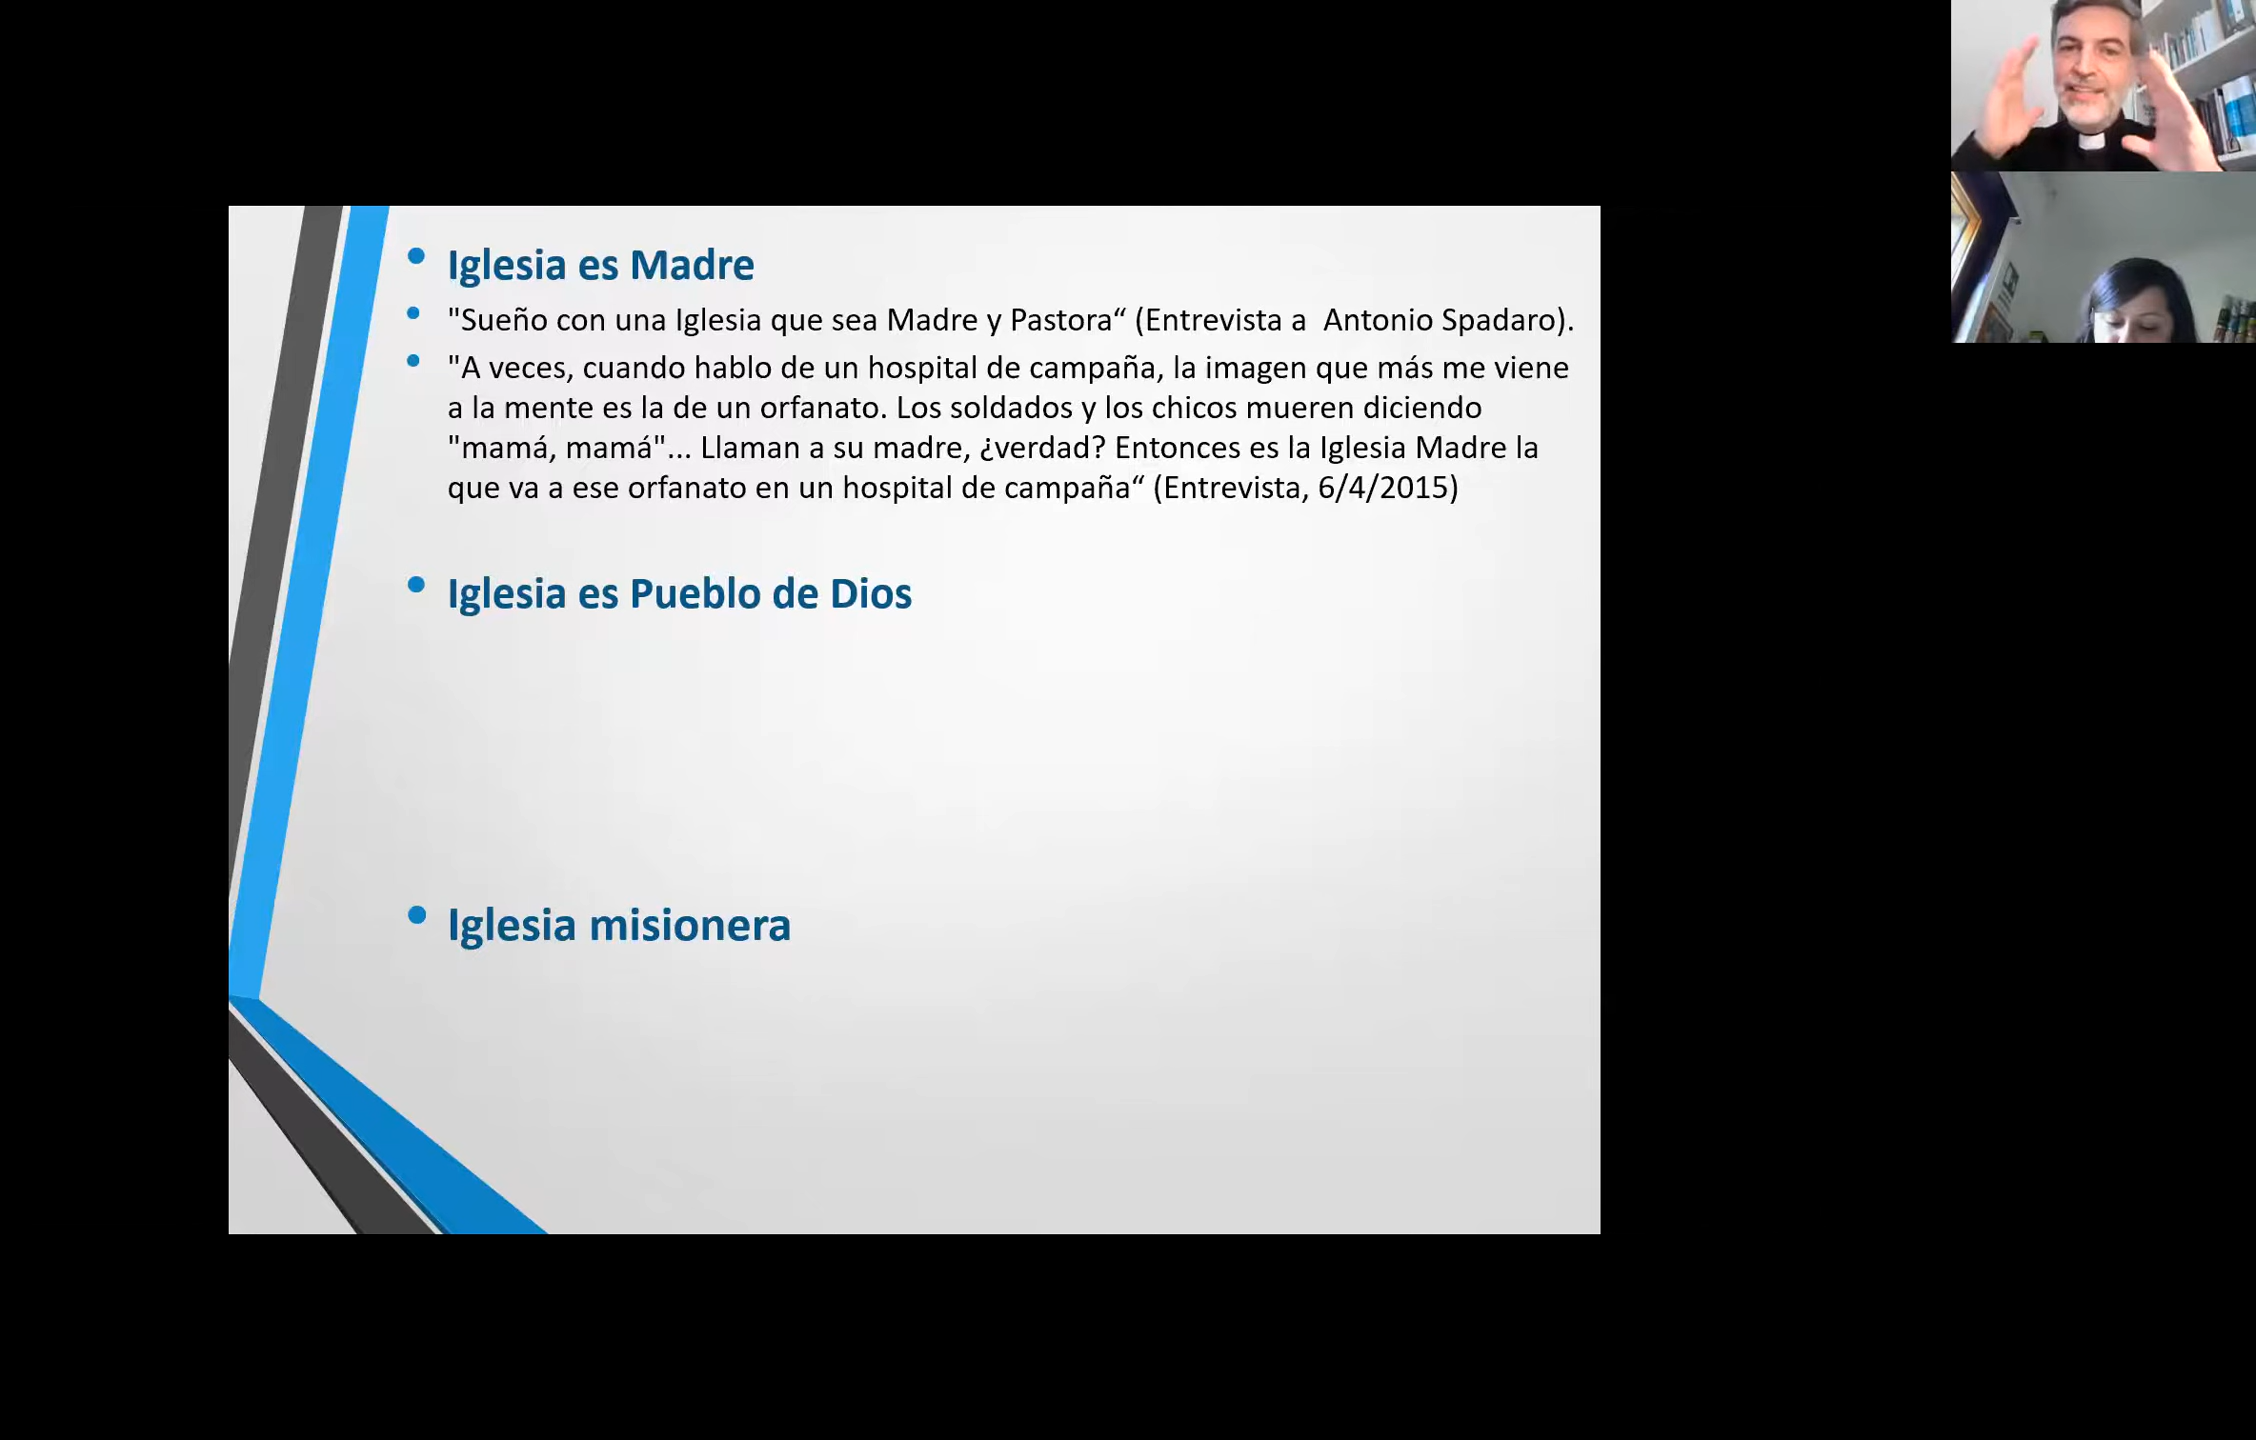 • Iglesia es Madre
• "Sueño con una Iglesia que sea Madre y Pastora“ (Entrevista a  Antonio Spadaro).
• "A veces, cuando hablo de un hospital de campaña, la imagen que más me viene
a la mente es la de un orfanato. Los soldados y los chicos mueren diciendo
"mamá, mamá"... Llaman a su madre, ¿verdad? Entonces es la Iglesia Madre la
que va a ese orfanato en un hospital de campaña“ (Entrevista, 6/4/2015)
• Iglesia es Pueblo de Dios
• Iglesia misionera